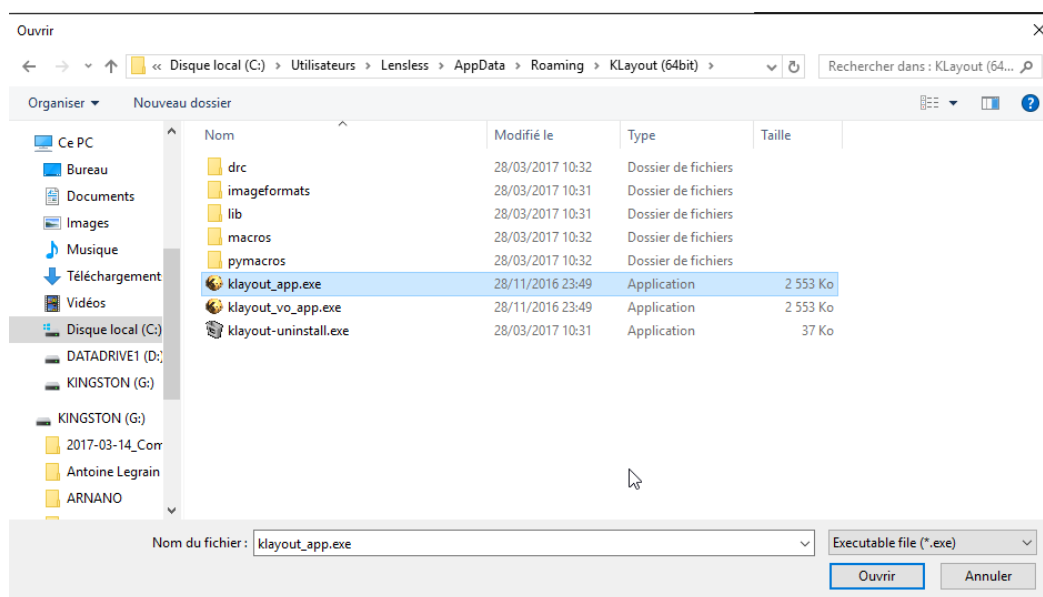 Ouvrir
« Disque local (C:) > Utilisateurs > Lensless > AppData > Roaming > KLayout (64bit) >
Rechercher dans : KLayout (64...
Organiser Nouveau dossier
Nom Modifié le Type Taille
Ce PC
Bureau
Documents
Images
Musique
Téléchargement
Vidéos
Disque local (C:)
DATADRIVE1 (D:)
KINGSTON (G:)
KINGSTON (G:)
2017-03-14_Com
Antoine Legrain
ARNANO
drc 28/03/2017 10:32 Dossier de fichiers
imageformats 28/03/2017 10:31 Dossier de fichiers
lib 28/03/2017 10:31 Dossier de fichiers
macros 28/03/2017 10:32 Dossier de fichiers
pymacros 28/03/2017 10:32 Dossier de fichiers
klayout_app.exe 28/11/2016 23:49 Application 2 553 Ko
klayout_vo_app.exe 28/11/2016 23:49 Application 2 553 Ko
klayout-uninstall.exe 28/03/2017 10:31 Application 37 Ko
Nom du fichier : klayout_app.exe
Executable file (*.exe)
Ouvrir Annuler